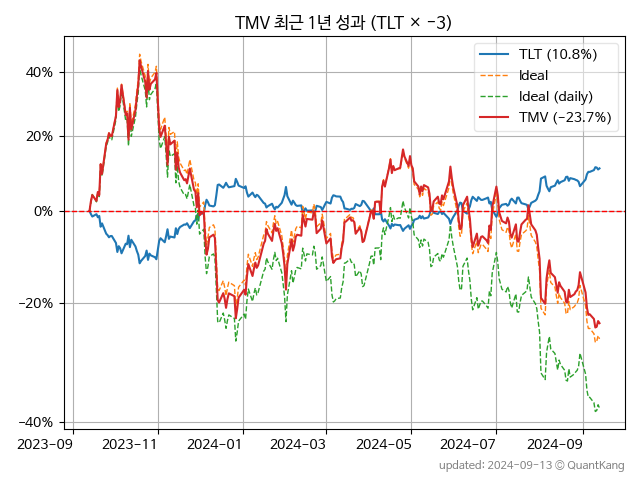 TMV 최근 1년 성과 (TLT × −3)
TLT (10.8%)
Ideal
Ideal (daily)
TMV (−23.7%)
40%
20%
0%
−20%
−40%
2023-09
2023-11
2024-01
2024-03
2024-05
2024-07
2024-09
updated: 2024-09-13 © QuantKang